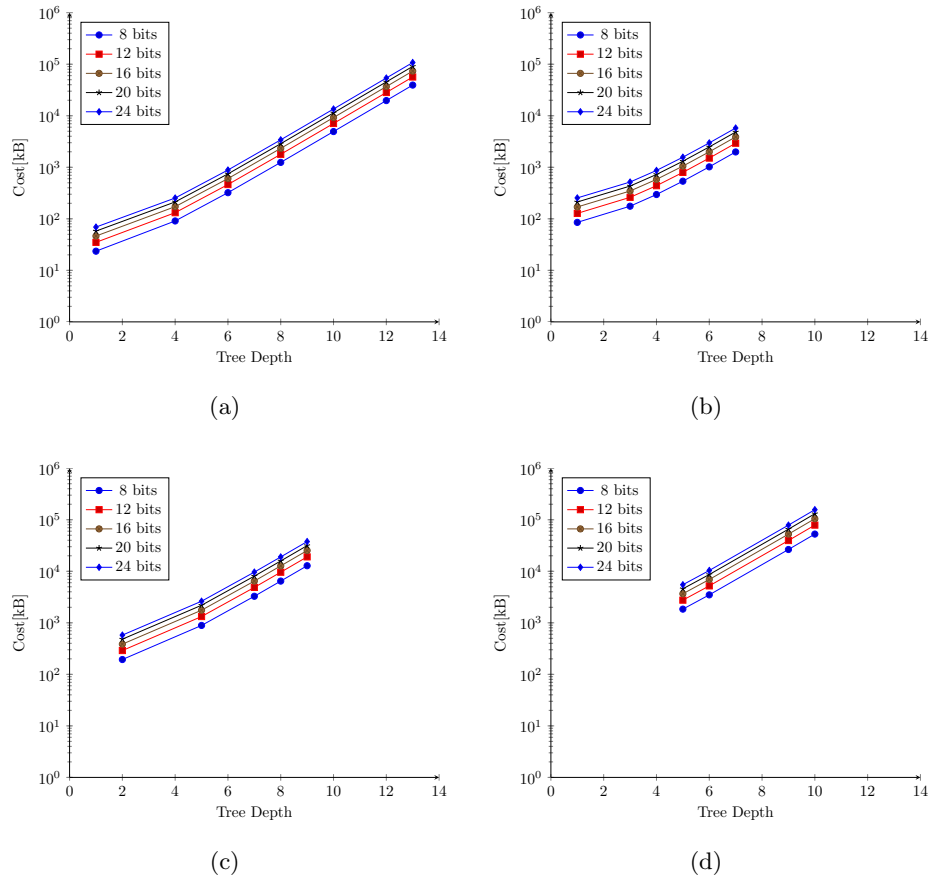 10^6
10^5
10^4
10^3
10^2
10^1
10^0
Cost[kB]
8 bits
12 bits
16 bits
20 bits
24 bits
0 2 4 6 8 10 12 14
Tree Depth
(a)
10^6
10^5
10^4
10^3
10^2
10^1
10^0
Cost[kB]
8 bits
12 bits
16 bits
20 bits
24 bits
0 2 4 6 8 10 12 14
Tree Depth
(b)
10^6
10^5
10^4
10^3
10^2
10^1
10^0
Cost[kB]
8 bits
12 bits
16 bits
20 bits
24 bits
0 2 4 6 8 10 12 14
Tree Depth
(c)
10^6
10^5
10^4
10^3
10^2
10^1
10^0
Cost[kB]
8 bits
12 bits
16 bits
20 bits
24 bits
0 2 4 6 8 10 12 14
Tree Depth
(d)